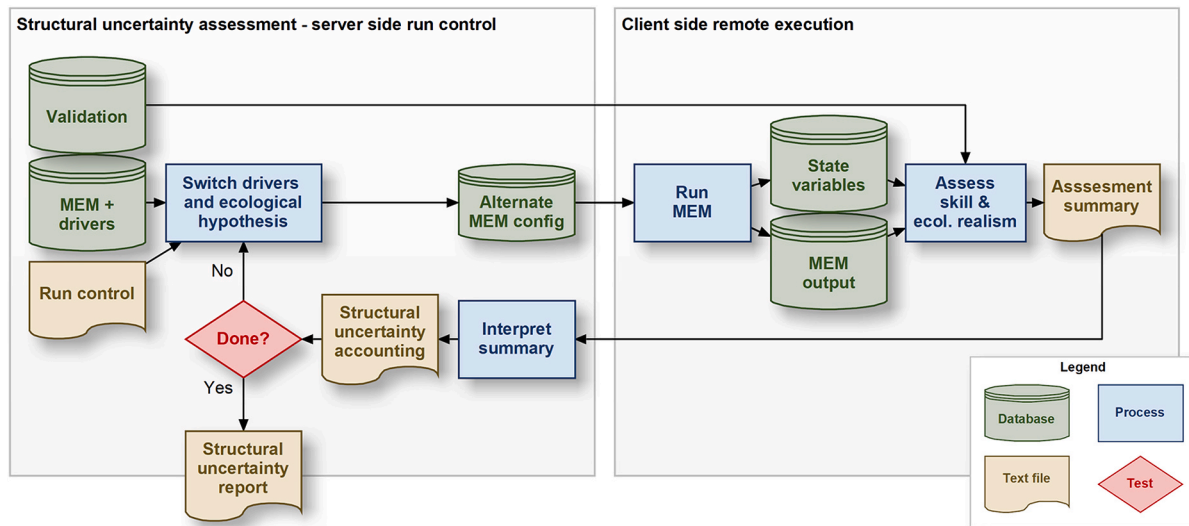 Structural uncertainty assessment - server side run control
Client side remote execution
Validation
MEM +
drivers
Run control
Switch drivers
and ecological
hypothesis
Alternate
MEM config
Run
MEM
State
variables
MEM
output
Assess
skill &
ecol. realism
Asssesment
summary
No
Done?
Yes
Structural
uncertainty
accounting
Interpret
summary
Structural
uncertainty
report
Legend
Database
Process
Text file
Test